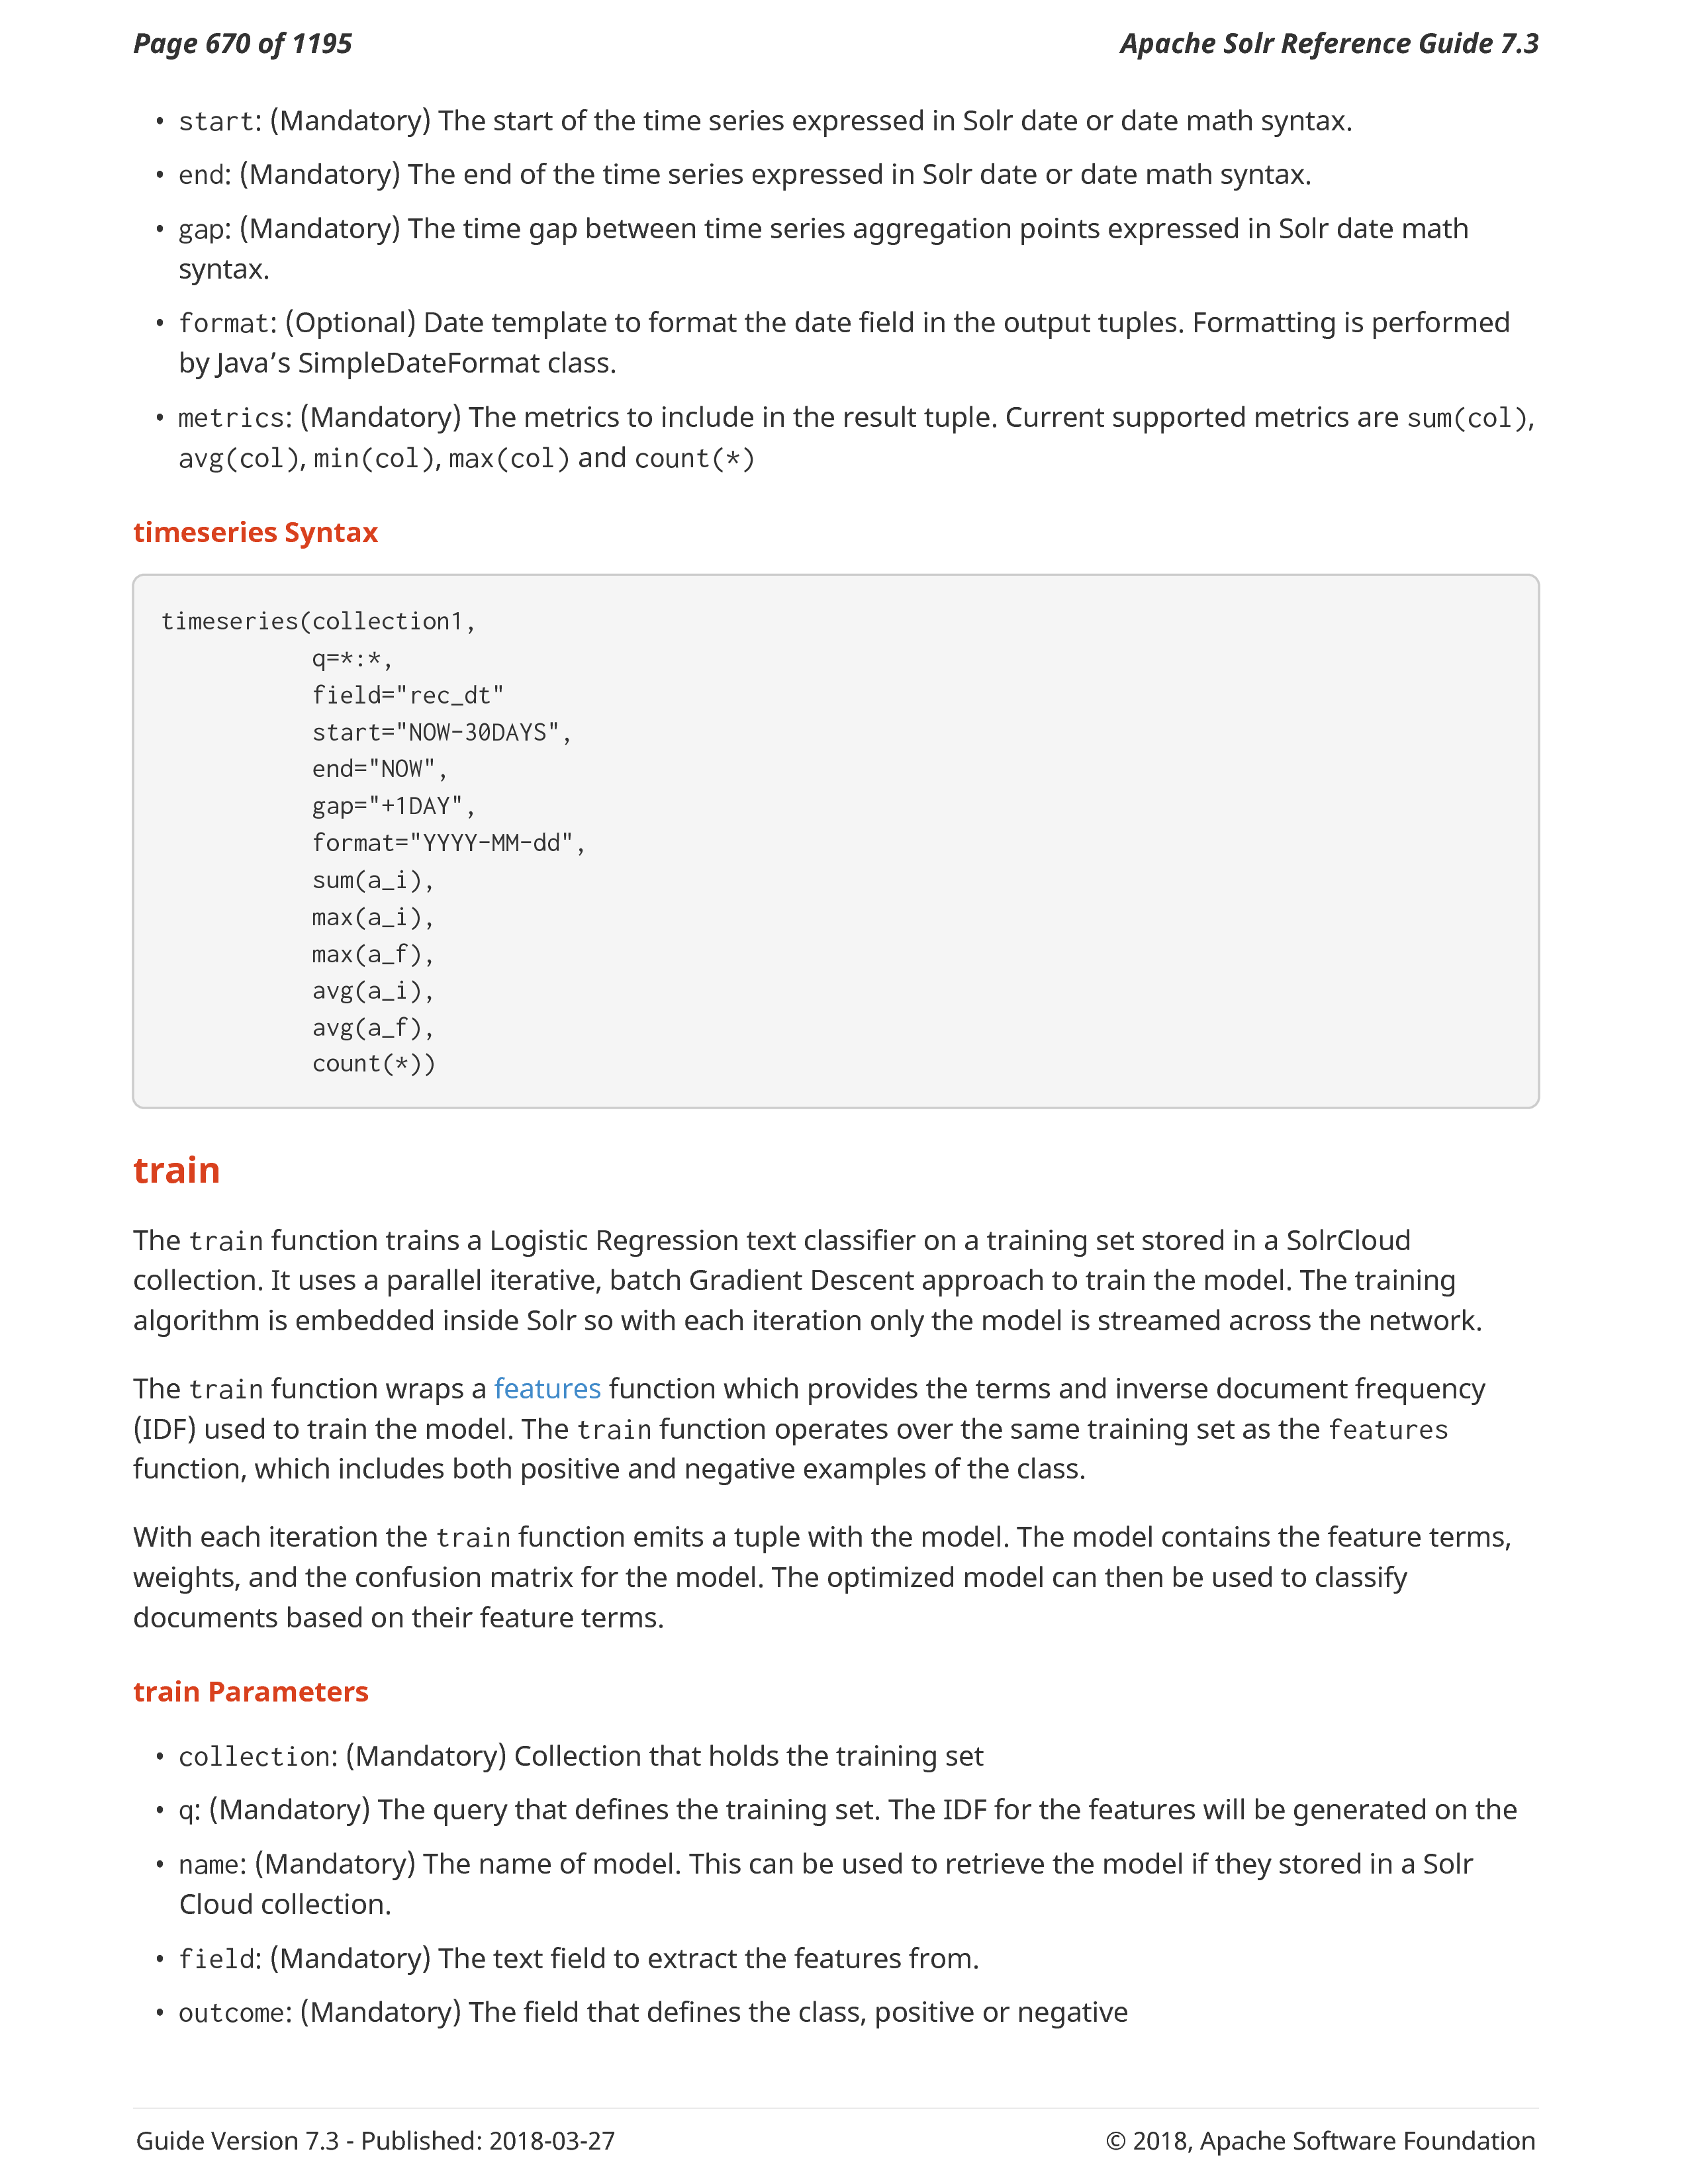 Page 670 of 1195
Apache Solr Reference Guide 7.3
• start: (Mandatory) The start of the time series expressed in Solr date or date math syntax.
• end: (Mandatory) The end of the time series expressed in Solr date or date math syntax.
• gap: (Mandatory) The time gap between time series aggregation points expressed in Solr date math
syntax.
• format: (Optional) Date template to format the date field in the output tuples. Formatting is performed
by Java’s SimpleDateFormat class.
• metrics: (Mandatory) The metrics to include in the result tuple. Current supported metrics are sum(col),
avg(col), min(col), max(col) and count(*)
timeseries Syntax
timeseries(collection1,
q=*:*,
field="rec_dt"
start="NOW-30DAYS",
end="NOW",
gap="+1DAY",
format="YYYY-MM-dd",
sum(a_i),
max(a_i),
max(a_f),
avg(a_i),
avg(a_f),
count(*))
train
The train function trains a Logistic Regression text classifier on a training set stored in a SolrCloud
collection. It uses a parallel iterative, batch Gradient Descent approach to train the model. The training
algorithm is embedded inside Solr so with each iteration only the model is streamed across the network.
The train function wraps a features function which provides the terms and inverse document frequency
(IDF) used to train the model. The train function operates over the same training set as the features
function, which includes both positive and negative examples of the class.
With each iteration the train function emits a tuple with the model. The model contains the feature terms,
weights, and the confusion matrix for the model. The optimized model can then be used to classify
documents based on their feature terms.
train Parameters
• collection: (Mandatory) Collection that holds the training set
• q: (Mandatory) The query that defines the training set. The IDF for the features will be generated on the
• name: (Mandatory) The name of model. This can be used to retrieve the model if they stored in a Solr
Cloud collection.
• field: (Mandatory) The text field to extract the features from.
• outcome: (Mandatory) The field that defines the class, positive or negative
Guide Version 7.3 - Published: 2018-03-27
© 2018, Apache Software Foundation